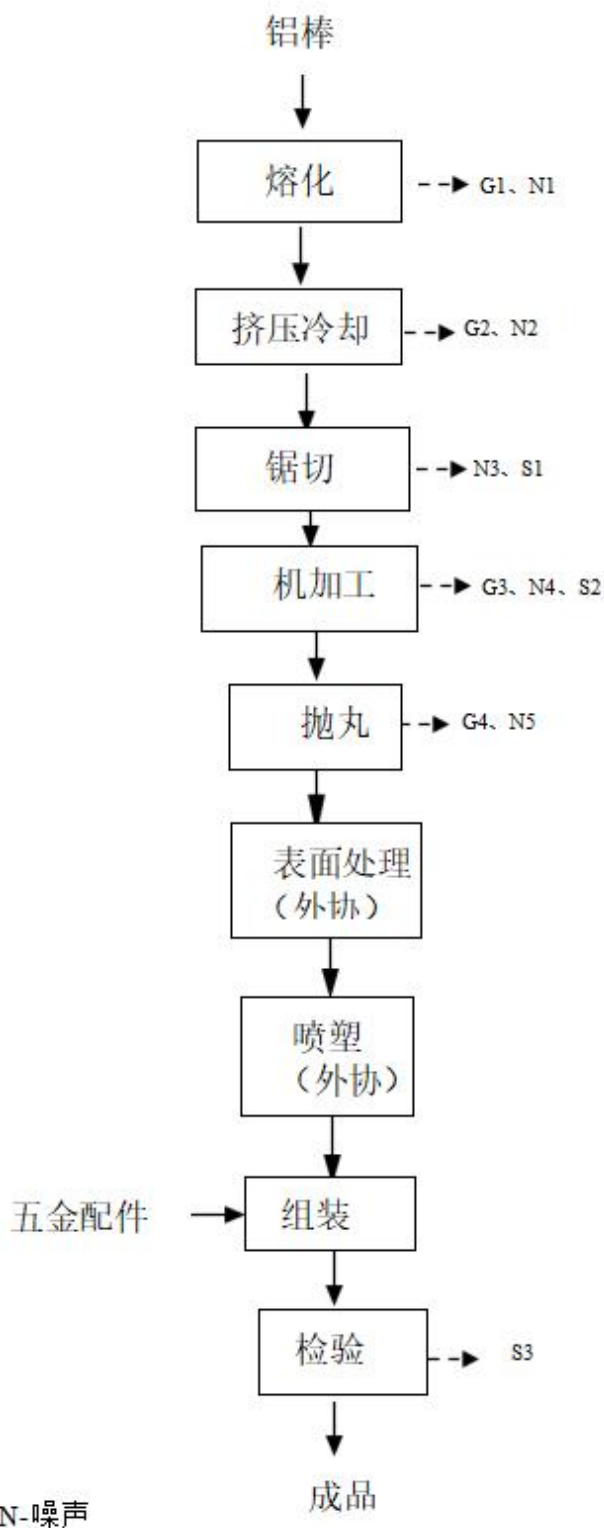 铝棒
熔化
G1、N1
挤压冷却
G2、N2
锯切
N3、S1
机加工
G3、N4、S2
抛丸
G4、N5
表面处理
（外协）
喷塑
（外协）
五金配件
组装
检验
S3
成品
N-噪声